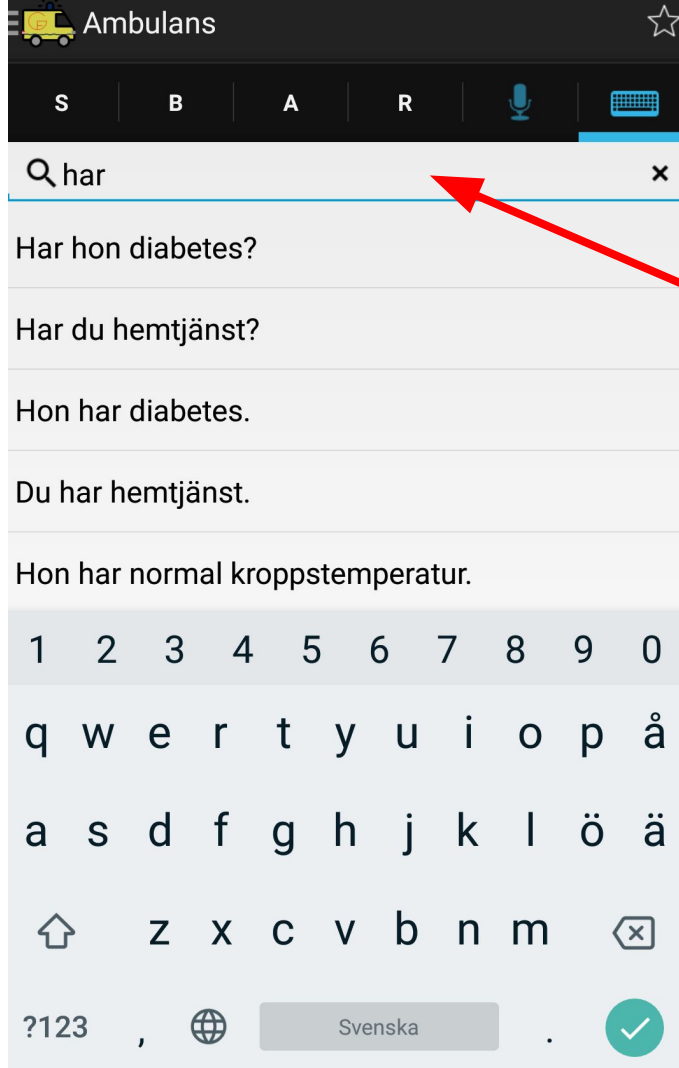 Ambulans
S B A R
har
Har hon diabetes?
Har du hemtjänst?
Hon har diabetes.
Du har hemtjänst.
Hon har normal kroppstemperatur.
1 2 3 4 5 6 7 8 9 0
q w e r t y u i o p å
a s d f g h j k l ö ä
z x c v b n m
?123 , Svenska .